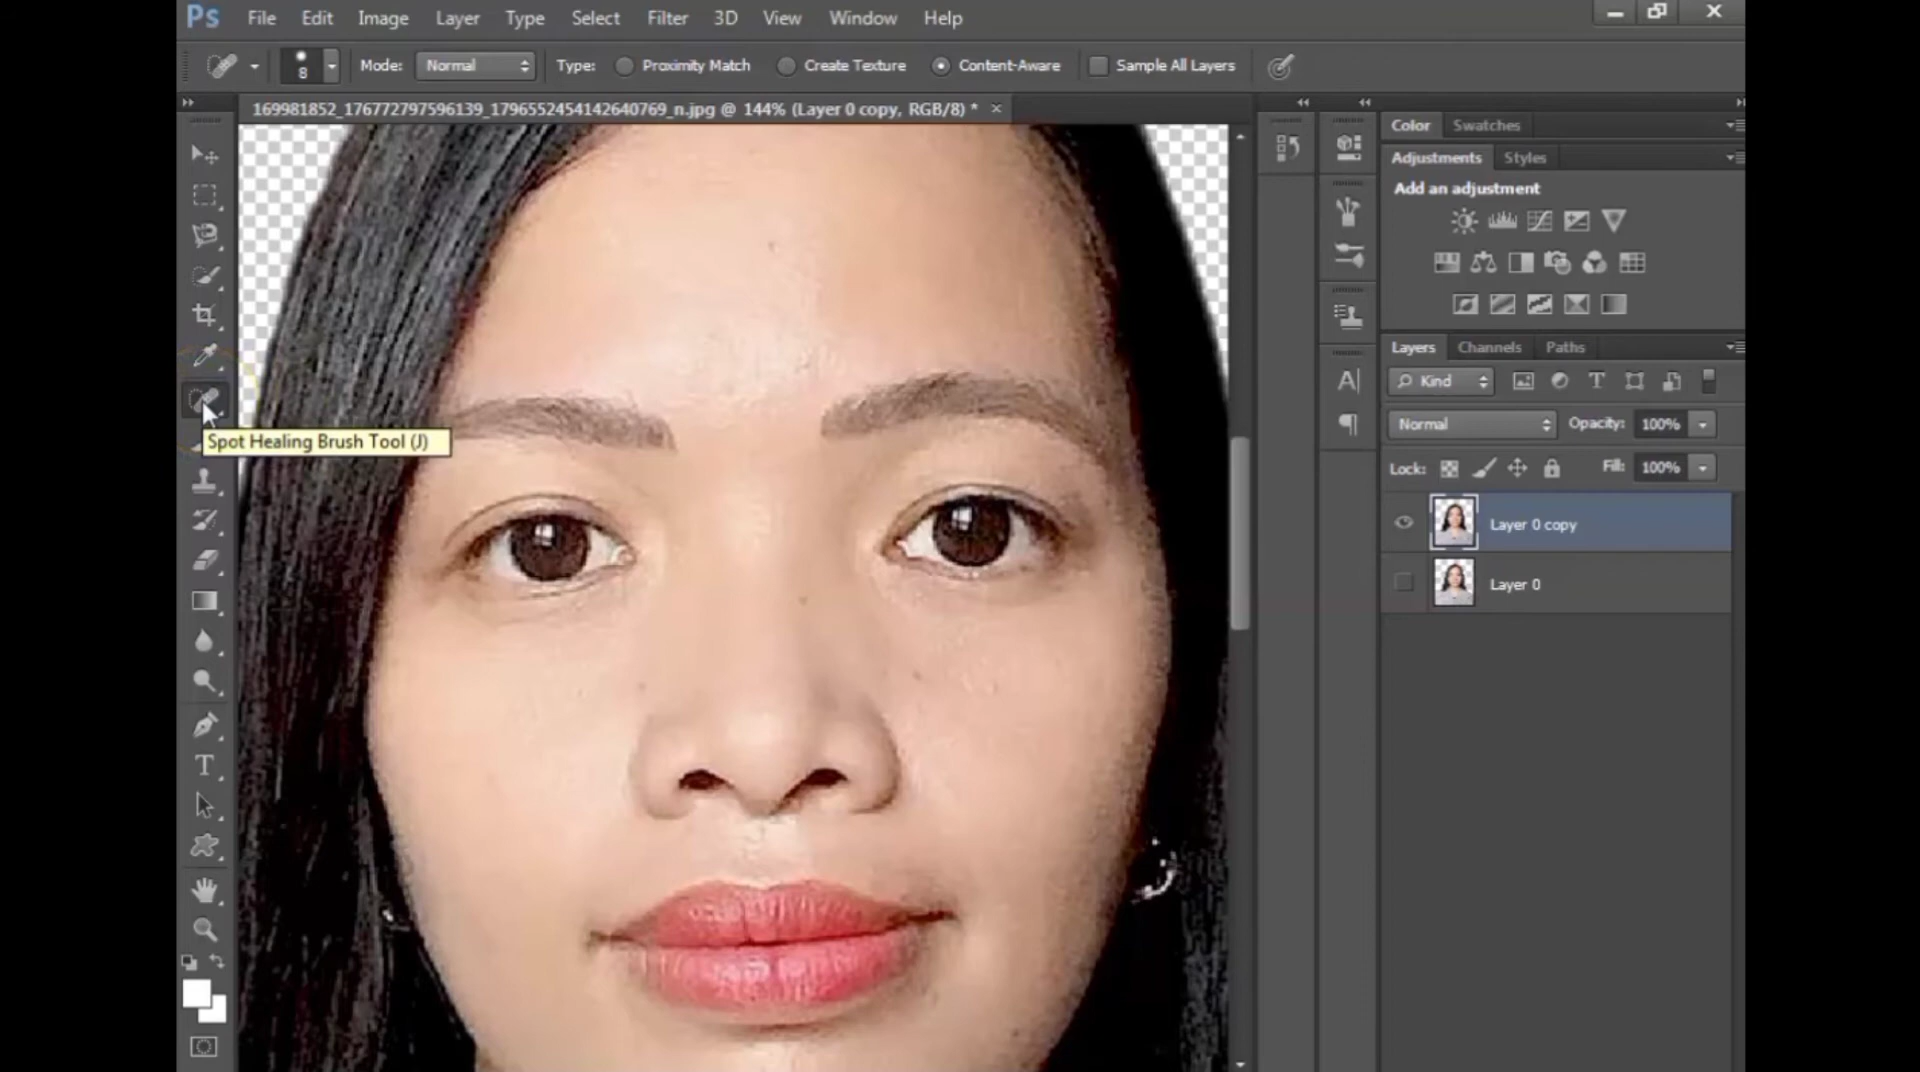 Ps File Edit Image Layer Type Select Filter 3D View Window Help
8 Mode: Normal Type: Proximity Match Create Texture Content-Aware Sample All Layers
169981852_176772797596139_1796552454142640769_n.jpg @ 144% (Layer 0 copy, RGB/8) *
Color Swatches
Adjustments Styles
Add an adjustment
Layers Channels Paths
Kind
Normal Opacity: 100%
Spot Healing Brush Tool (J)
Lock: Fill: 100%
Layer 0 copy
Layer 0